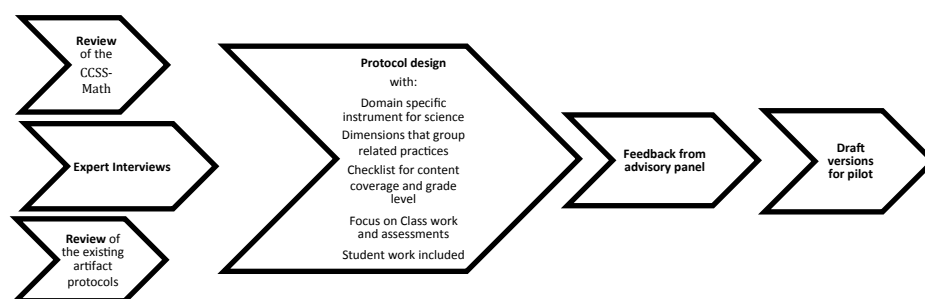 Review
of the
CCSS-
Math
Expert Interviews
Review of
the existing
artifact
protocols
Protocol design
with:
Domain specific
instrument for science
Dimensions that group
related practices
Checklist for content
coverage and grade
level
Focus on Class work
and assessments
Student work included
Feedback from
advisory panel
Draft
versions
for pilot